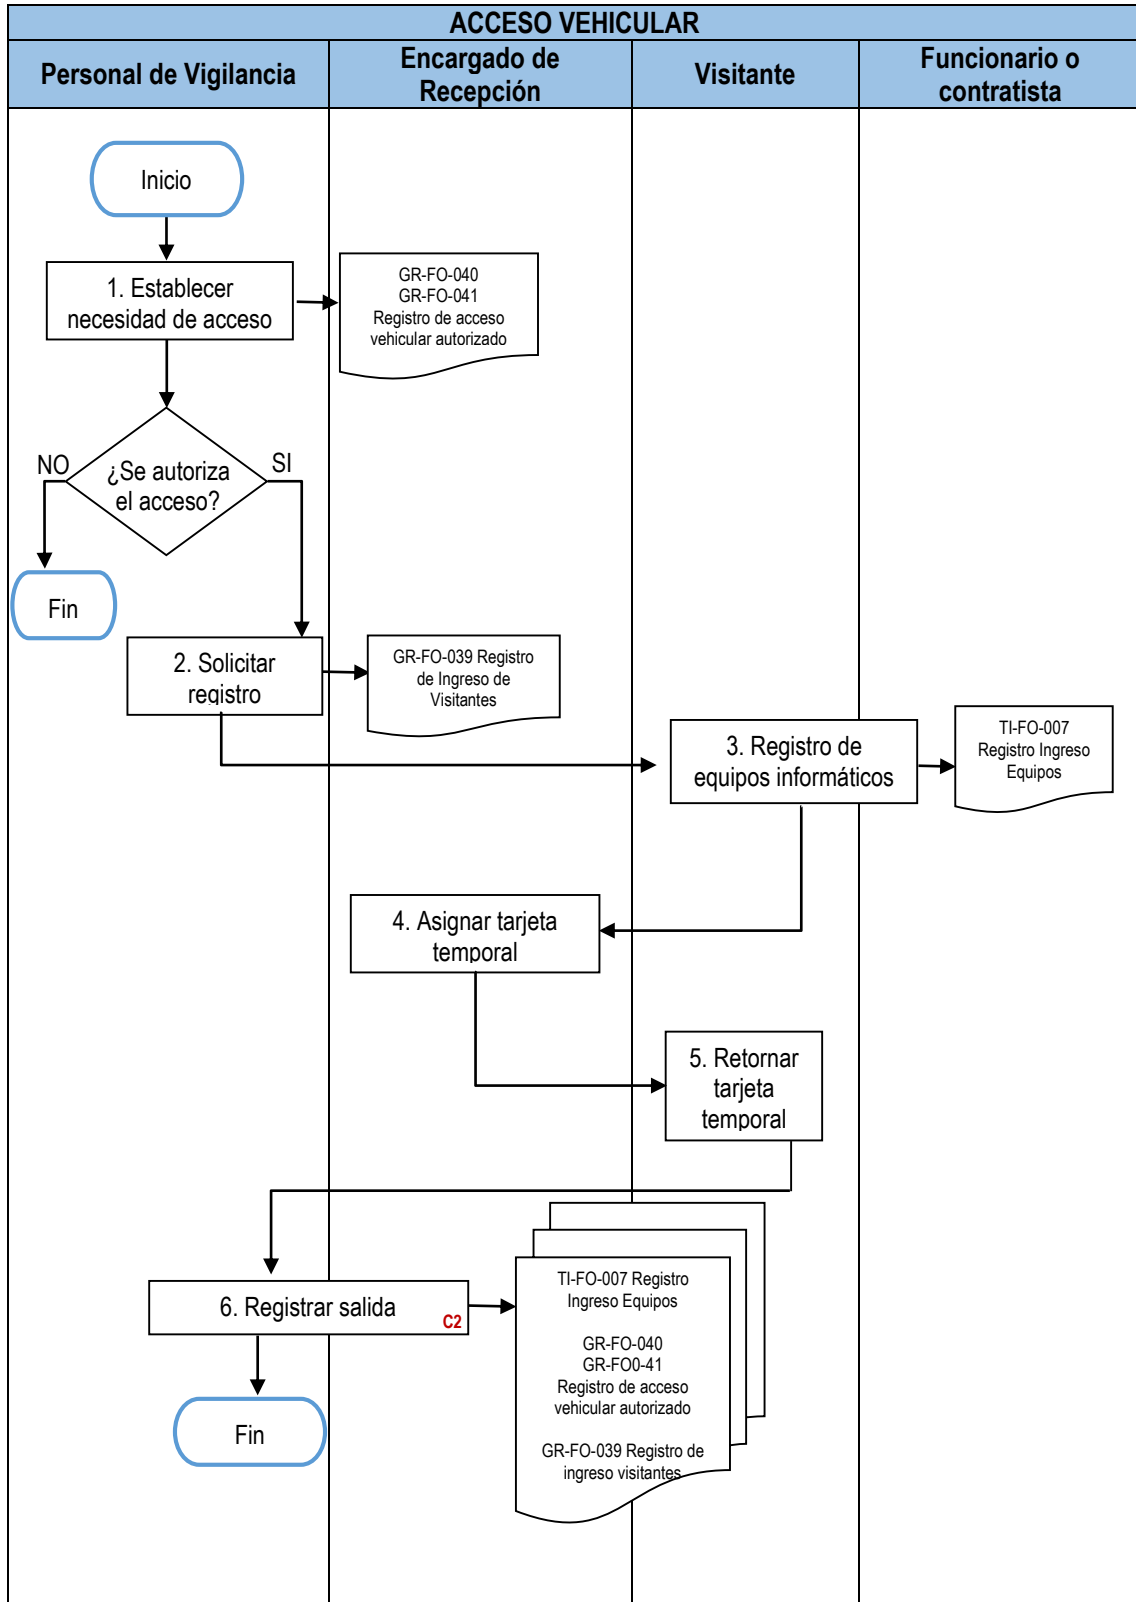 ACCESO VEHICULAR
Personal de Vigilancia
Encargado de
Recepción
Visitante
Funcionario o
contratista
Inicio
1. Establecer
necesidad de acceso
GR-FO-040
GR-FO-041
Registro de acceso
vehicular autorizado
NO
¿Se autoriza
el acceso?
SI
Fin
2. Solicitar
registro
GR-FO-039 Registro
de Ingreso de
Visitantes
3. Registro de
equipos informáticos
TI-FO-007
Registro Ingreso
Equipos
4. Asignar tarjeta
temporal
5. Retornar
tarjeta
temporal
6. Registrar salida
C2
TI-FO-007 Registro
Ingreso Equipos
GR-FO-040
GR-FO0-41
Registro de acceso
vehicular autorizado
GR-FO-039 Registro de
ingreso visitantes
Fin